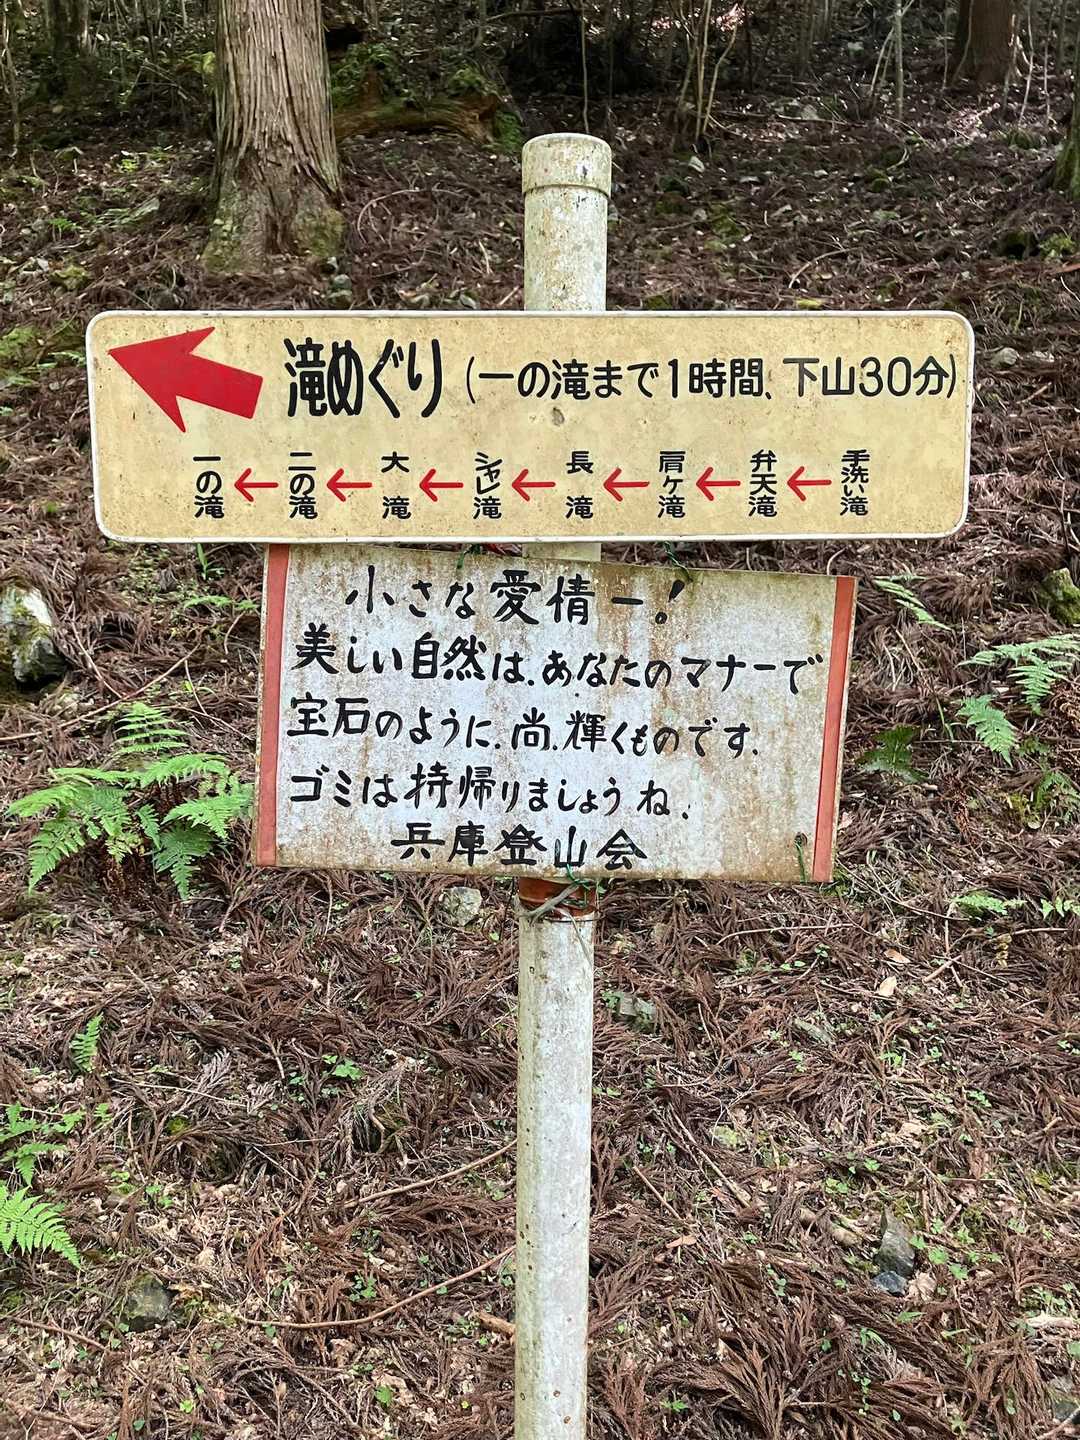 滝めぐり (一の滝まで1時間、下山30分)
一の滝 ← 二の滝 ← 大滝 ← シャレ滝 ← 長滝 ← 肩ケ滝 ← 弁天滝 ← 手洗い滝
小さな愛情ー!
美しい自然は、あなたのマナーで
宝石のように、尚、輝くものです。
ゴミは持帰りましょうね、
兵庫登山会